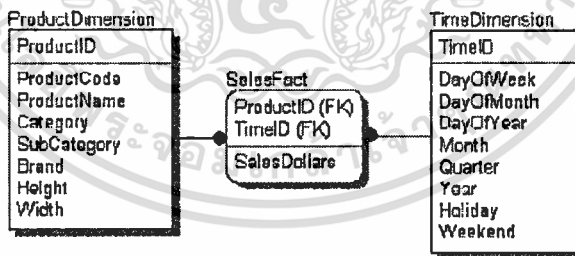 ProductDimension
ProductID
ProductCode
ProductName
Category
SubCategory
Brand
Height
Width
SalesFact
ProductID (FK)
TimeID (FK)
SalesDollars
TimeDimension
TimeID
DayOfWeek
DayOfMonth
DayOfYear
Month
Quarter
Year
Holiday
Weekend